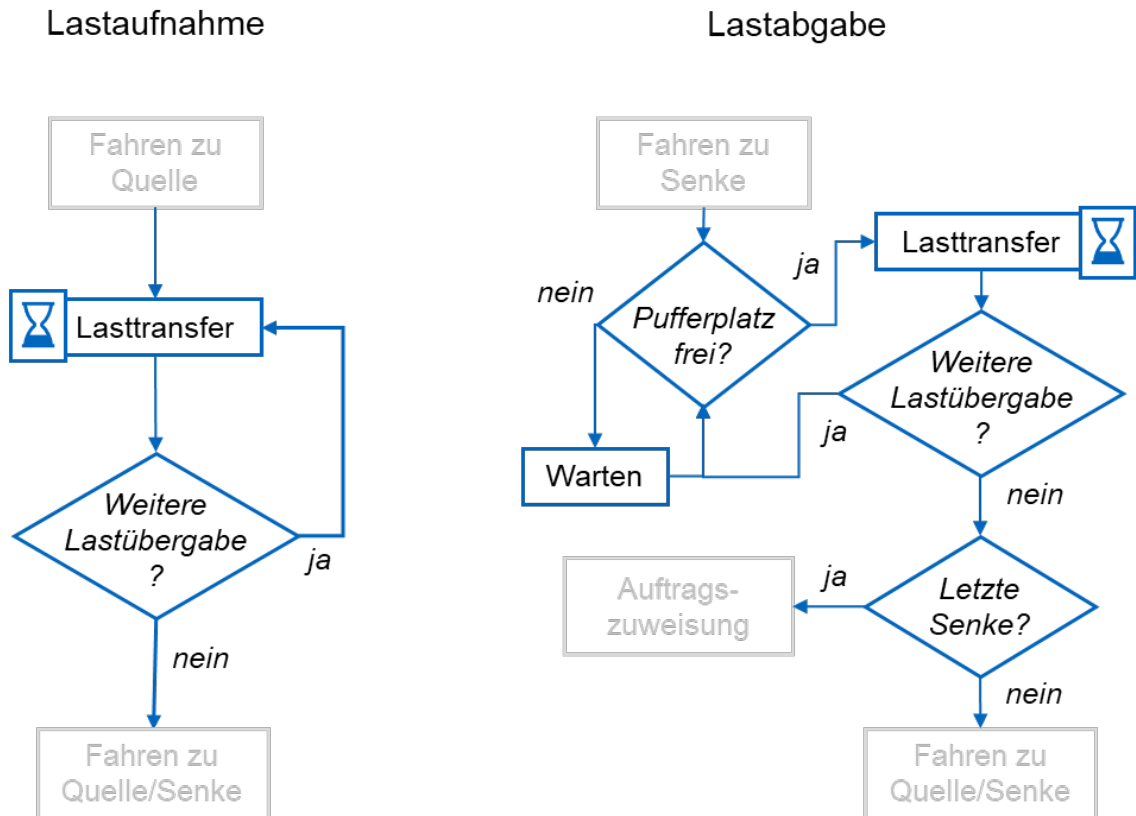 Lastaufnahme
Fahren zu
Quelle
Lasttransfer
Weitere
Lastübergabe
?
ja
nein
Fahren zu
Quelle/Senke
Lastabgabe
Fahren zu
Senke
nein
Pufferplatz
frei?
ja
Lasttransfer
Warten
Weitere
Lastübergabe
?
ja
nein
Letzte
Senke?
ja
Auftrags-
zuweisung
nein
Fahren zu
Quelle/Senke